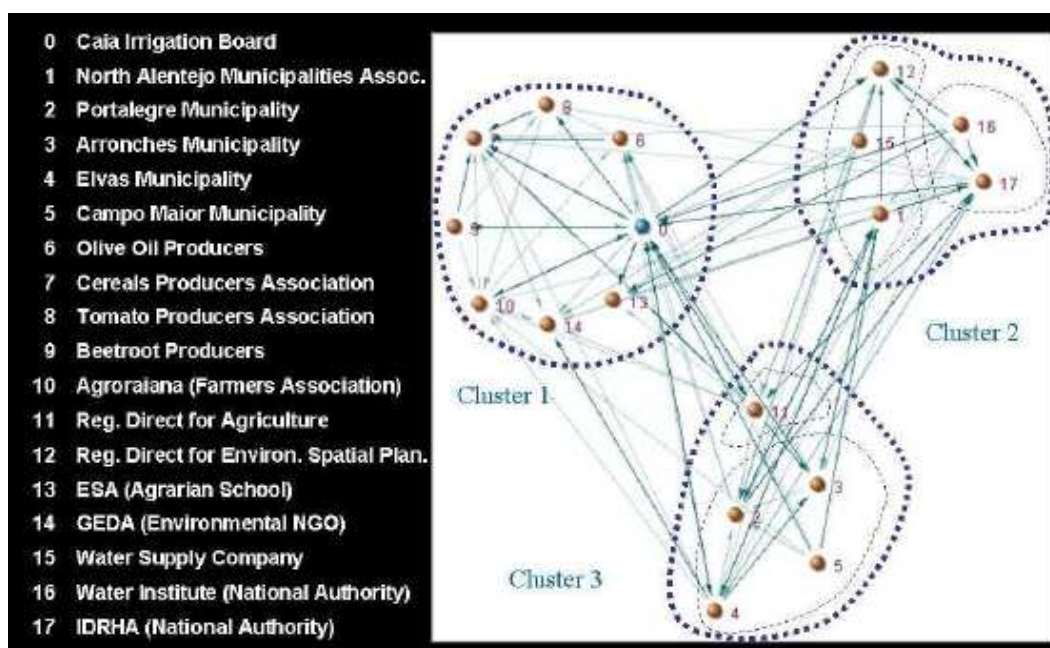 0 Caia Irrigation Board
1 North Alentejo Municipalities Assoc.
2 Portalegre Municipality
3 Arronches Municipality
4 Elvas Municipality
5 Campo Maior Municipality
6 Olive Oil Producers
7 Cereals Producers Association
8 Tomato Producers Association
9 Beetroot Producers
10 Agroraiana (Farmers Association)
11 Reg. Direct for Agriculture
12 Reg. Direct for Environ. Spatial Plan.
13 ESA (Agrarian School)
14 GEDA (Environmental NGO)
15 Water Supply Company
16 Water Institute (National Authority)
17 IDRHA (National Authority)
12
8
16
6
15
17
1
9
0
10
13
14
Cluster 2
Cluster 1
11
3
2
5
Cluster 3
4